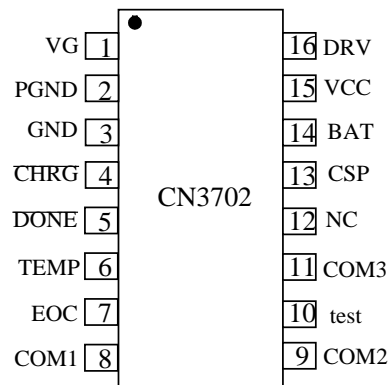 VG 1 16 DRV
PGND 2 15 VCC
GND 3 14 BAT
CHRG 4 13 CSP
CN3702
DONE 5 12 NC
TEMP 6 11 COM3
EOC 7 10 test
COM1 8 9 COM2